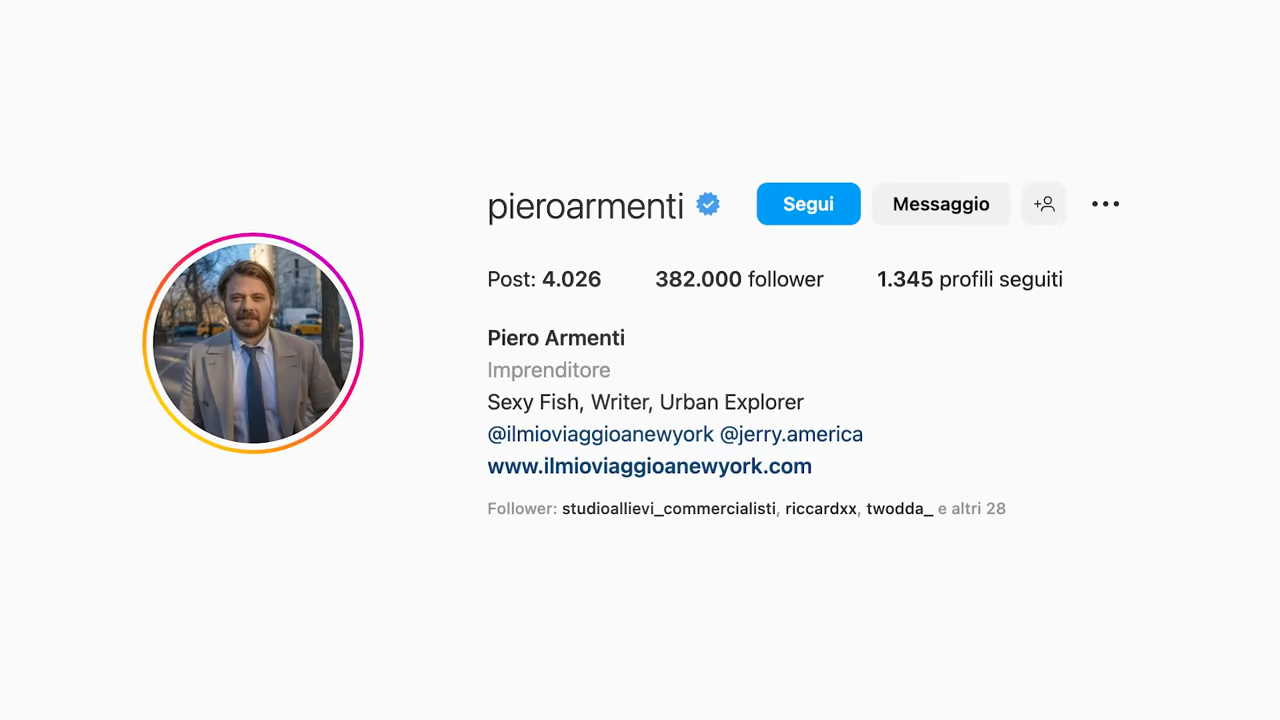 pieroarmenti Segui Messaggio
Post: 4.026 382.000 follower 1.345 profili seguiti
Piero Armenti
Imprenditore
Sexy Fish, Writer, Urban Explorer
@ilmioviaggioanewyork @jerry.america
www.ilmioviaggioanewyork.com
Follower: studioallievi_commercialisti, riccardxx, twodda_ e altri 28